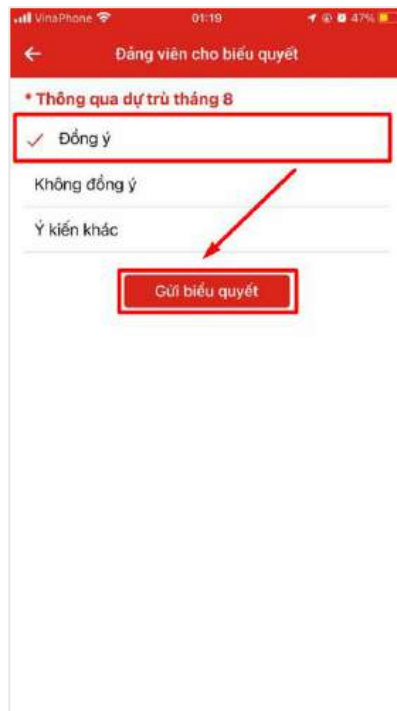 VinaPhone 01:19 47%
Đảng viên cho biểu quyết
* Thông qua dự trù tháng 8
Đồng ý
Không đồng ý
Ý kiến khác
Gửi biểu quyết